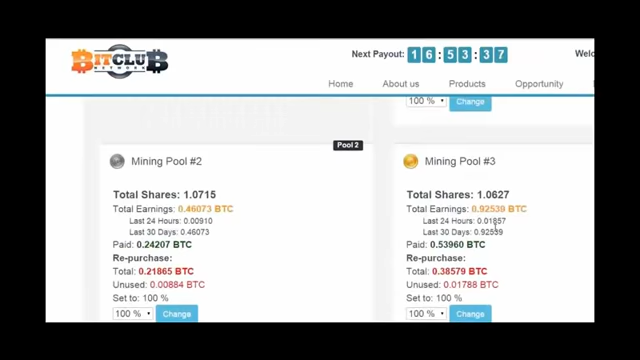 BITCLUB
NETWORK
Next Payout: 16:53:37
Welc
Home About us Products Opportunity
100 % Change
Pool 2
Mining Pool #2
Total Shares: 1.0715
Total Earnings: 0.46073 BTC
Last 24 Hours: 0.00910
Last 30 Days: 0.46073
Paid: 0.24207 BTC
Re-purchase:
Total: 0.21865 BTC
Unused: 0.00884 BTC
Set to: 100 %
100 % Change
Mining Pool #3
Total Shares: 1.0627
Total Earnings: 0.92539 BTC
Last 24 Hours: 0.01857
Last 30 Days: 0.92539
Paid: 0.53960 BTC
Re-purchase:
Total: 0.38579 BTC
Unused: 0.01788 BTC
Set to: 100 %
100 % Change